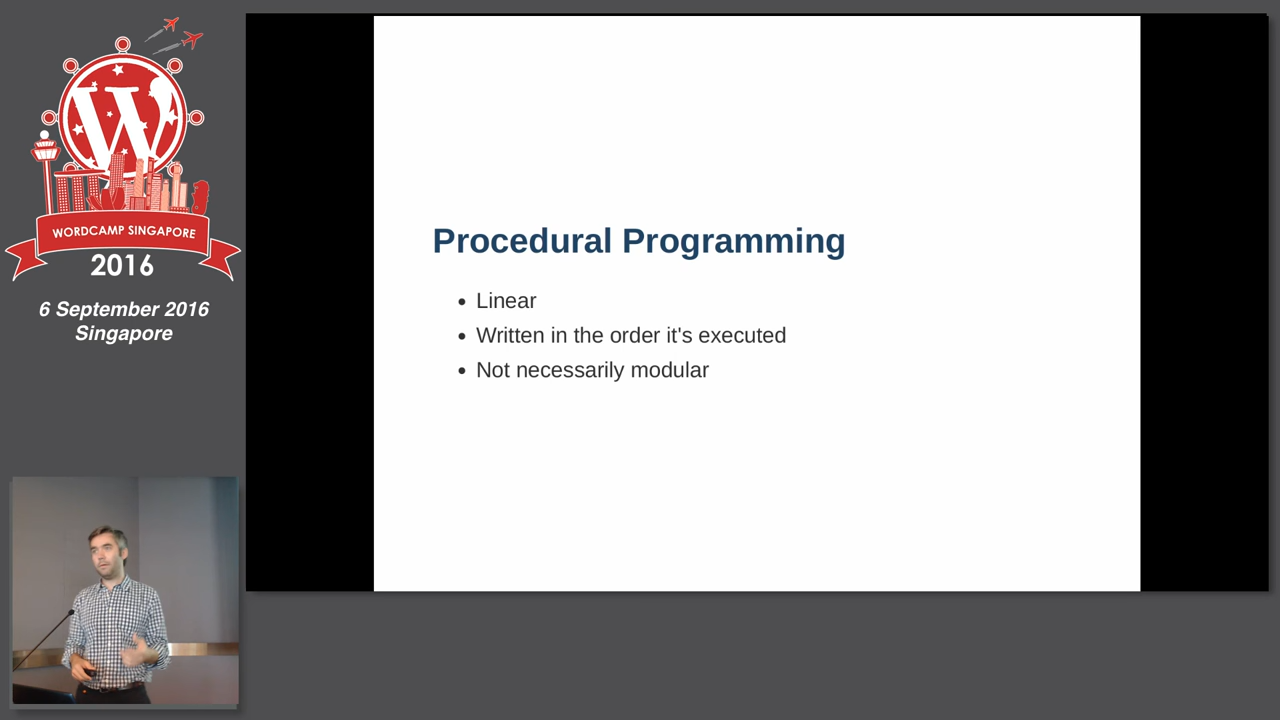 WORDCAMP SINGAPORE
2016
6 September 2016
Singapore
Procedural Programming
• Linear
• Written in the order it's executed
• Not necessarily modular